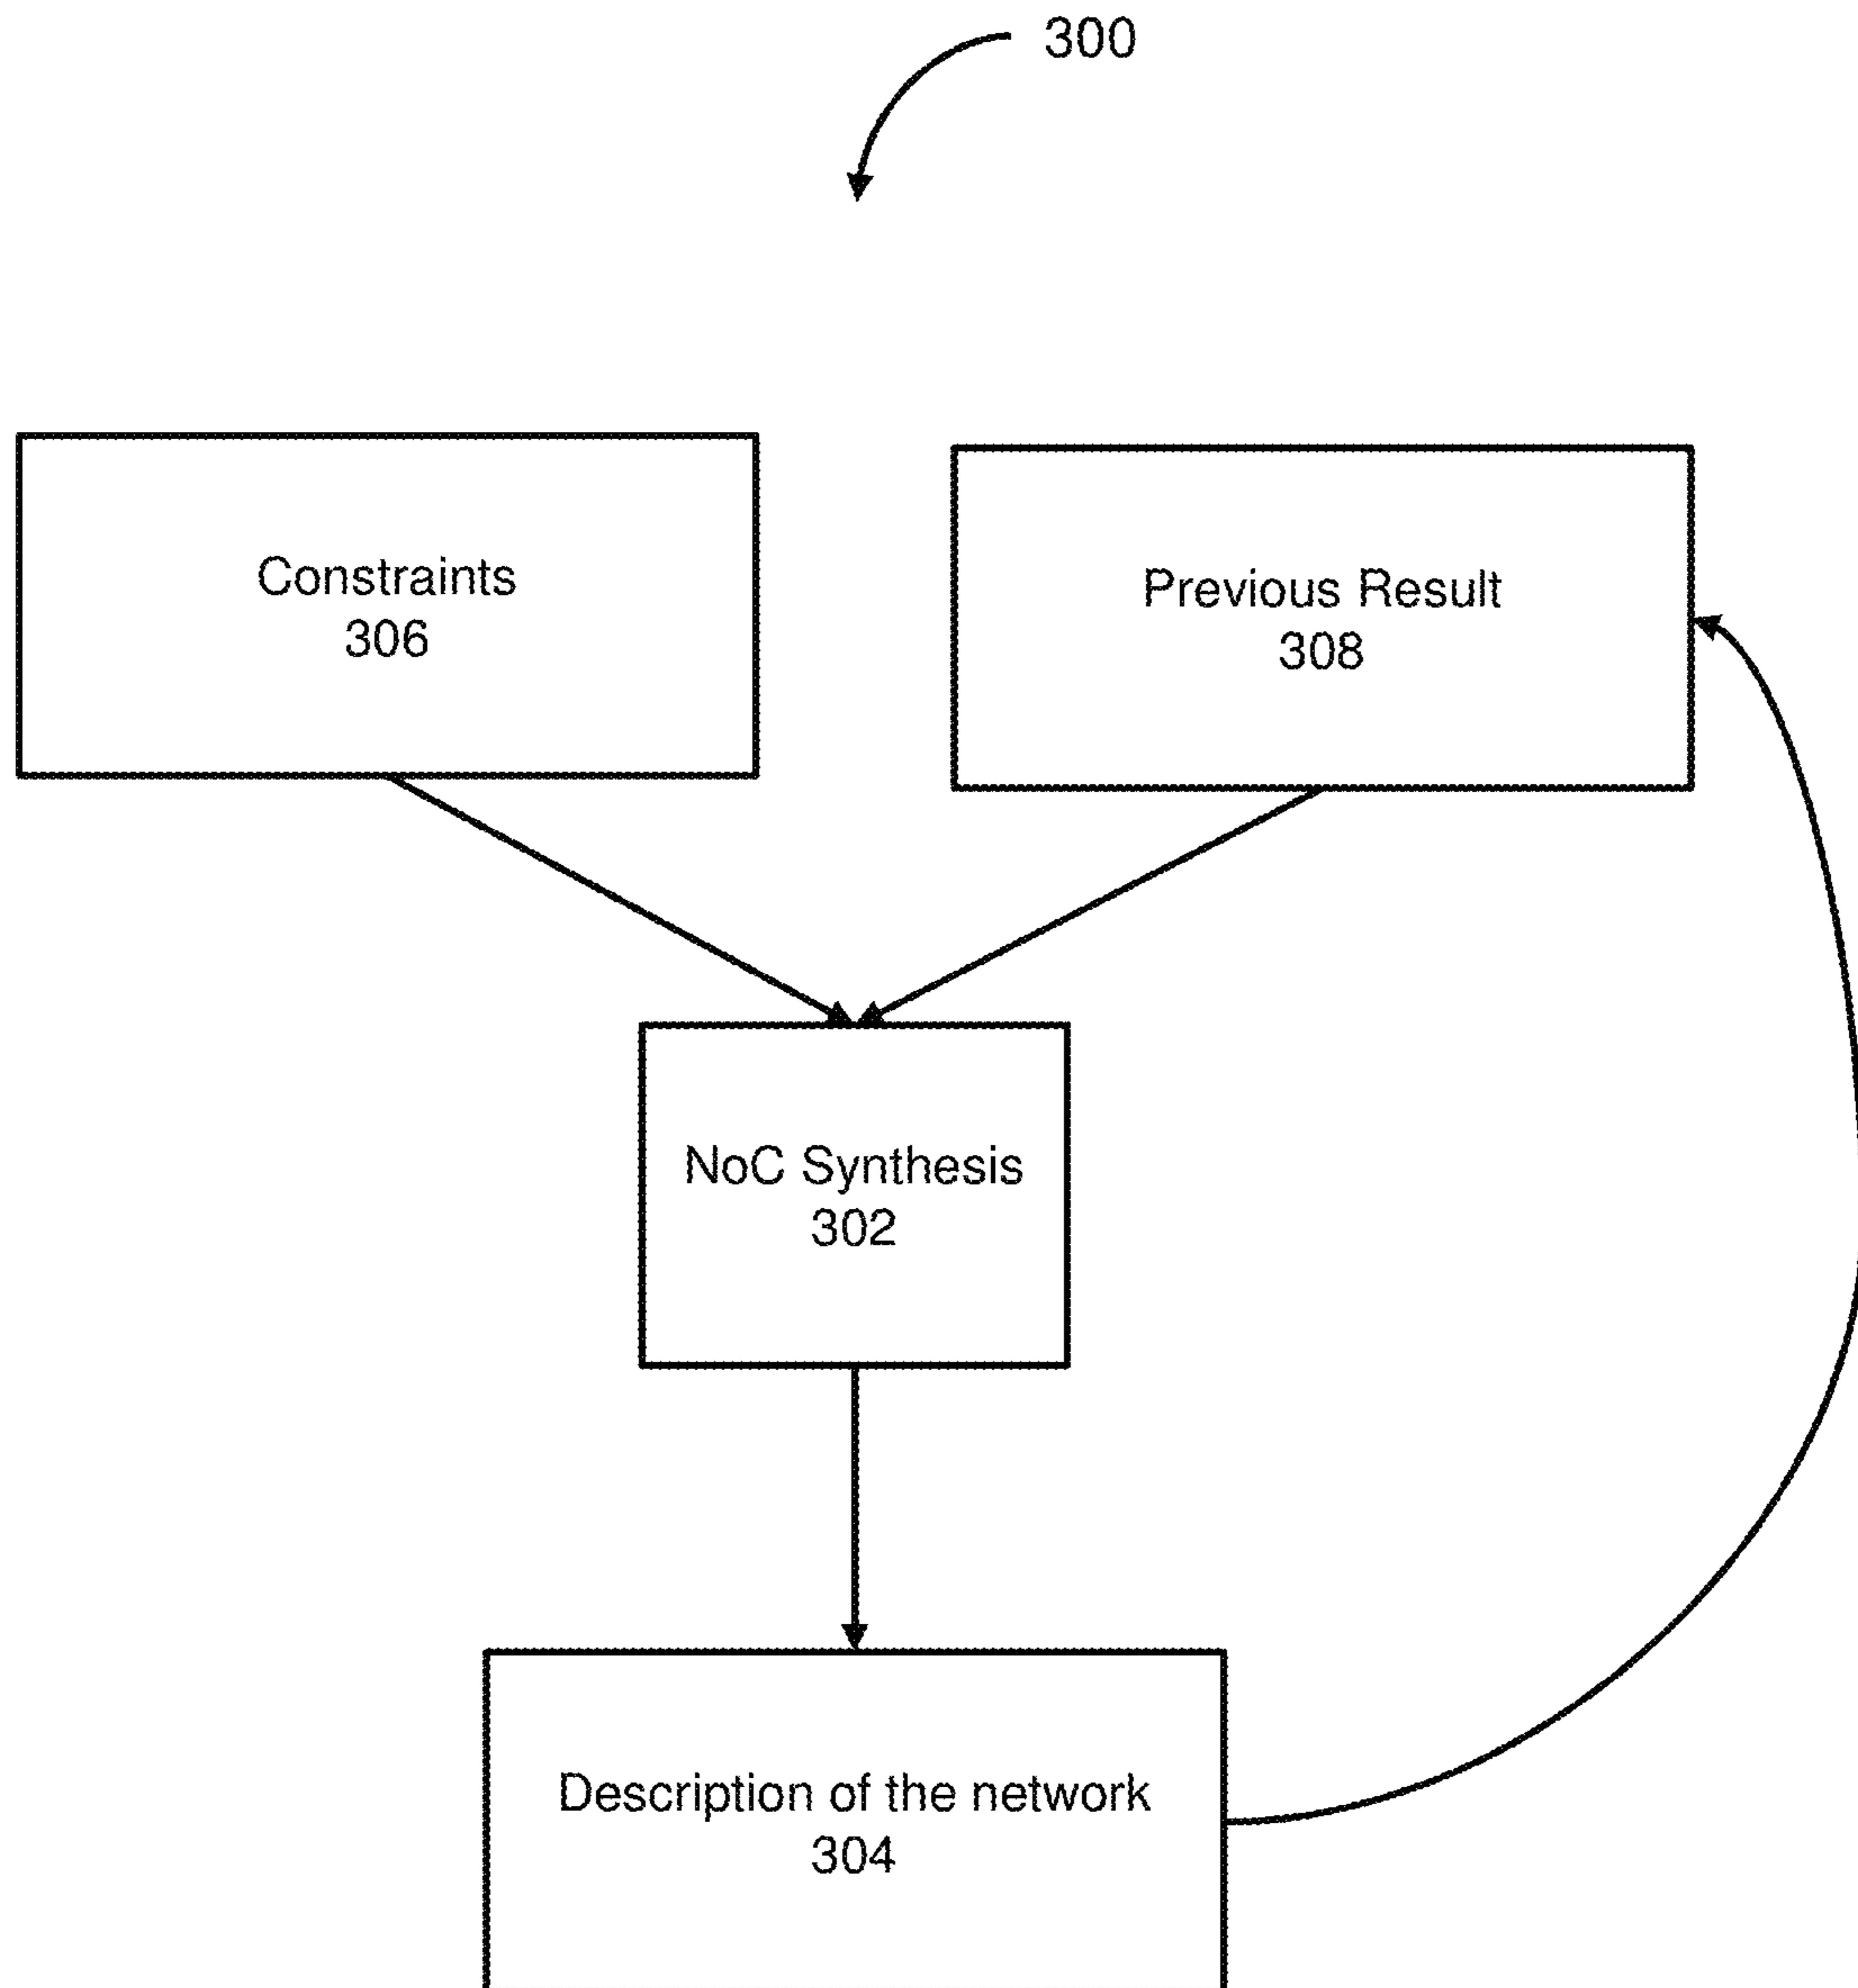 300
Constraints
306
Previous Result
308
NoC Synthesis
302
Description of the network
304